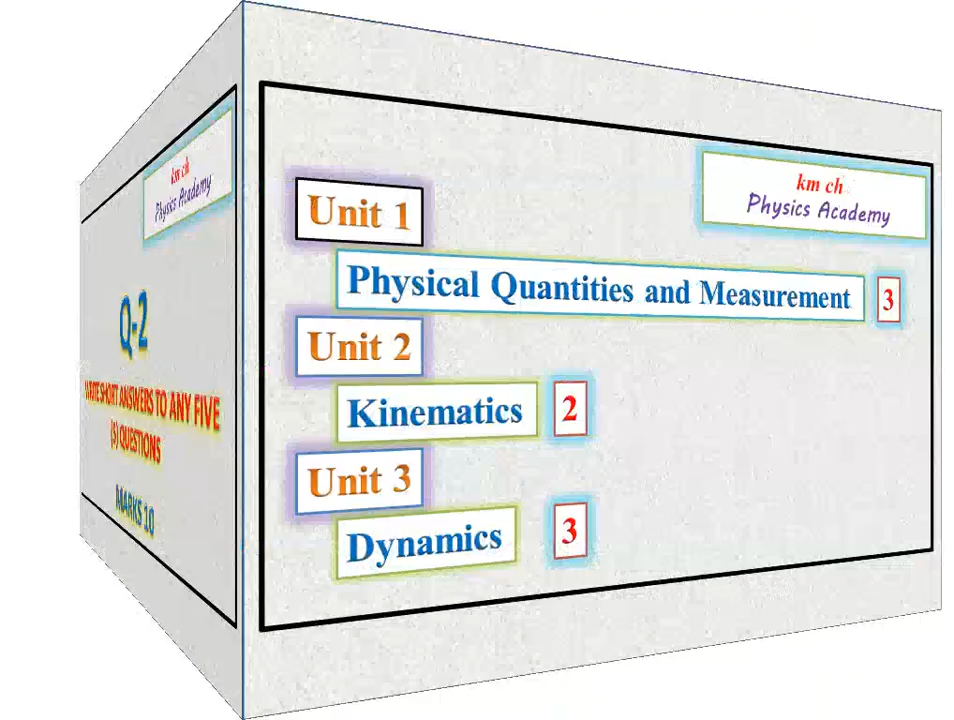 km ch
Physics Academy
Q-2
WRITE SHORT ANSWERS TO ANY FIVE
(5) QUESTIONS
MARKS 10
km ch
Physics Academy
Unit 1
Physical Quantities and Measurement 3
Unit 2
Kinematics 2
Unit 3
Dynamics 3